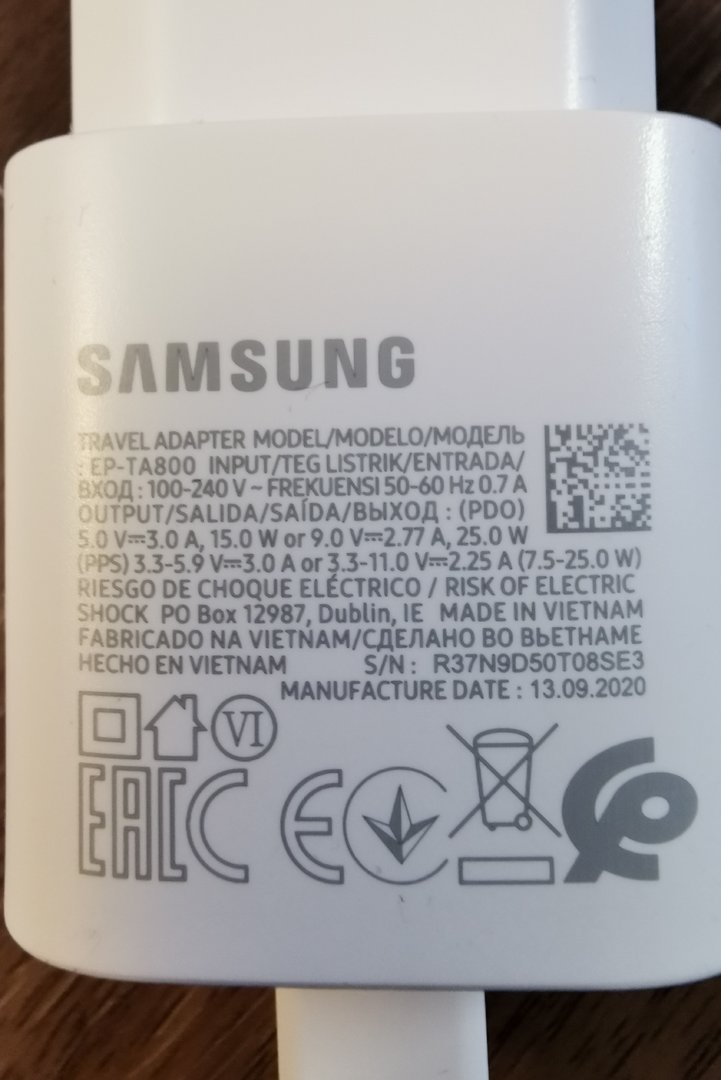 SAMSUNG
TRAVEL ADAPTER MODEL/MODELO/МОДЕЛЬ
: EP-TA800 INPUT/TEG LISTRIK/ENTRADA/
ВХОД : 100-240 V ~ FREKUENSI 50-60 Hz 0.7 A
OUTPUT/SALIDA/SAÍDA/ВЫХОД : (PDO)
5.0 V⎓3.0 A, 15.0 W or 9.0 V⎓2.77 A, 25.0 W
(PPS) 3.3-5.9 V⎓3.0 A or 3.3-11.0 V⎓2.25 A (7.5-25.0 W)
RIESGO DE CHOQUE ELÉCTRICO / RISK OF ELECTRIC
SHOCK PO Box 12987, Dublin, IE MADE IN VIETNAM
FABRICADO NA VIETNAM/СДЕЛАНО ВО ВЬЕТНАМЕ
HECHO EN VIETNAM S/N : R37N9D50T08SE3
MANUFACTURE DATE : 13.09.2020
VI
EAC CE